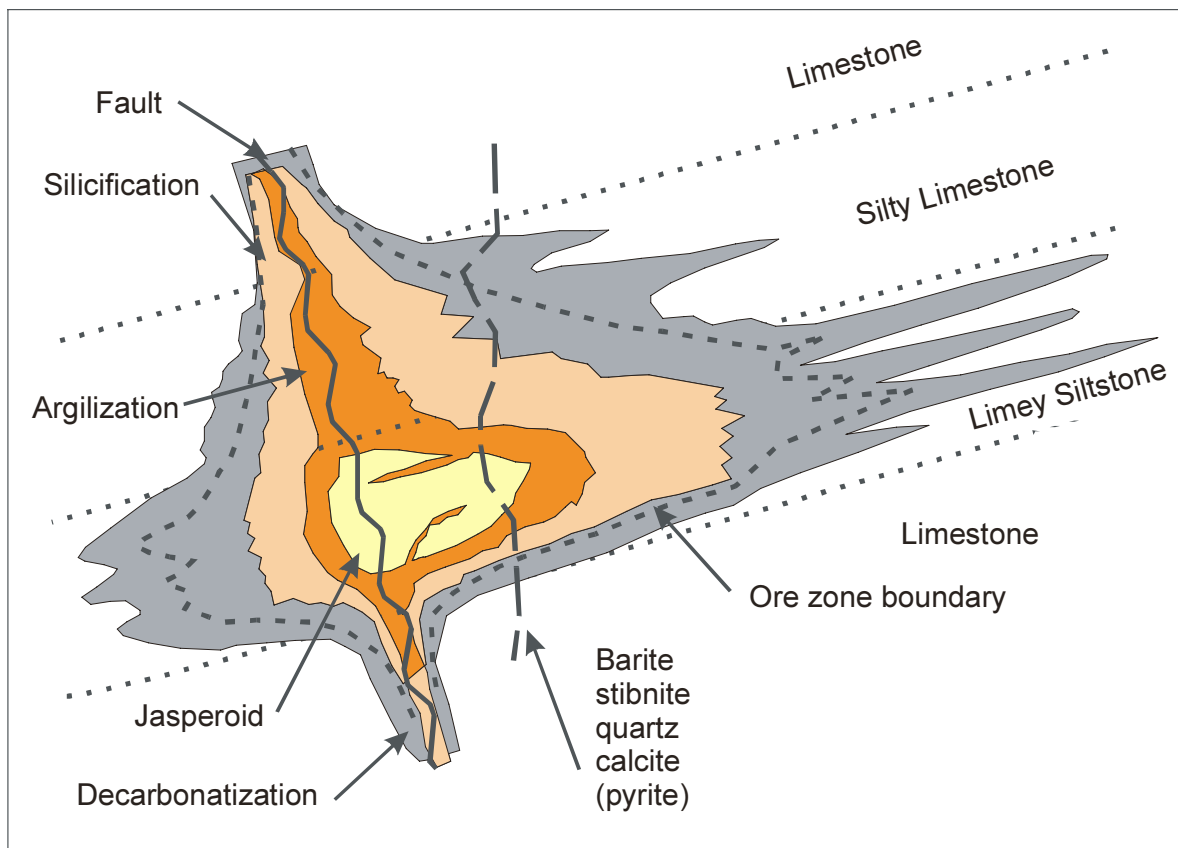 Limestone
Fault
Silicification
Silty Limestone
Argilization
Limey Siltstone
Limestone
Ore zone boundary
Barite
stibnite
quartz
calcite
(pyrite)
Jasperoid
Decarbonatization